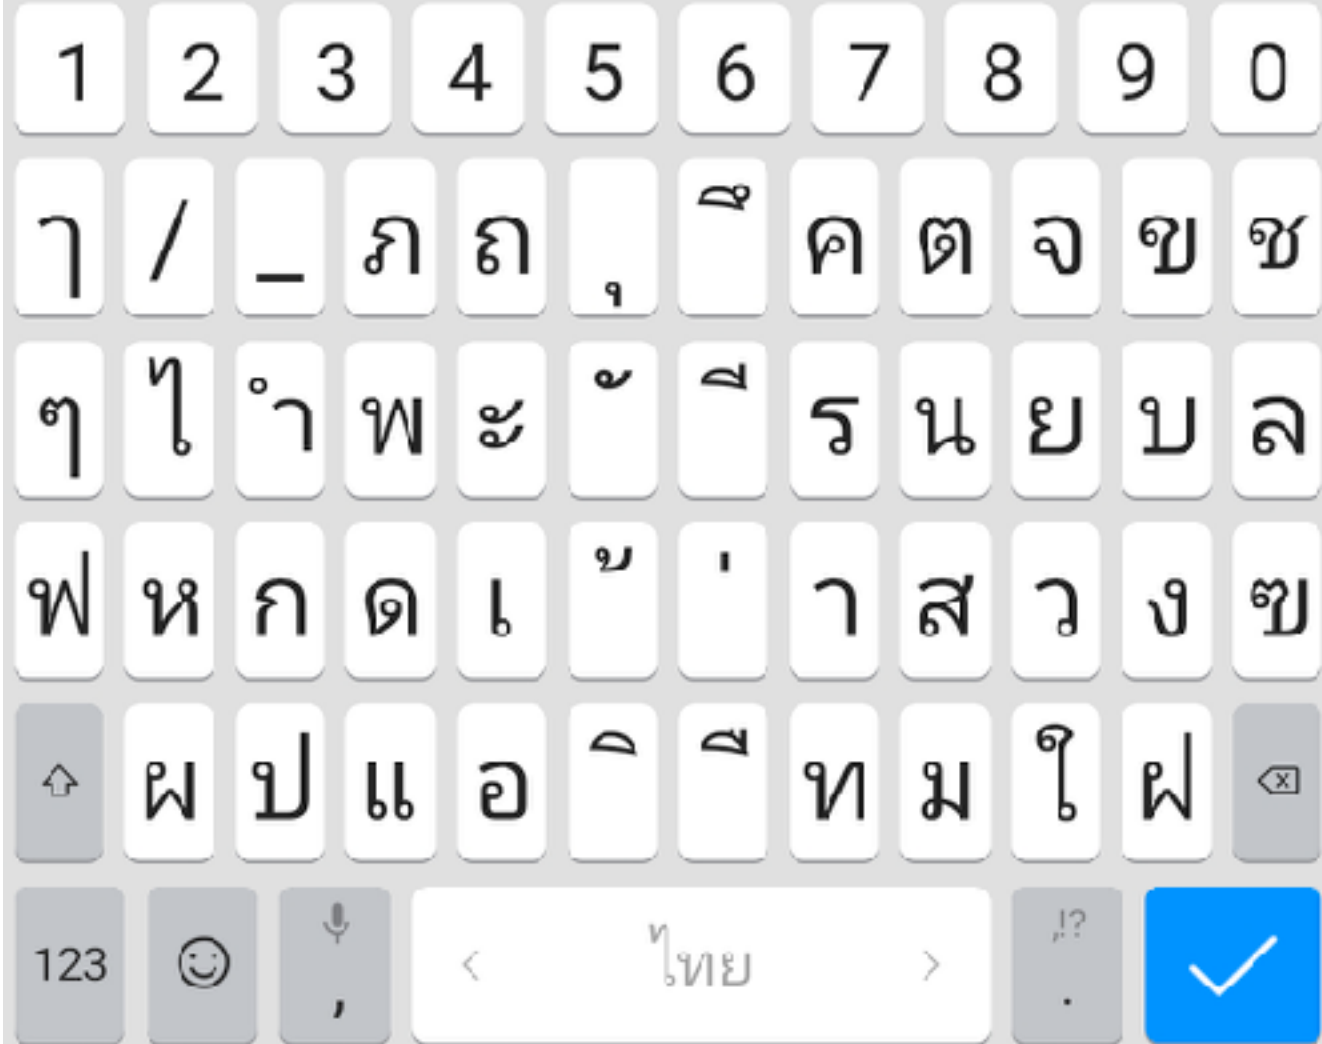 1 2 3 4 5 6 7 8 9 0
ๅ / _ ภ ถ ุ ึ ค ต จ ข ช
ๆ ไ ำ พ ะ ั ี ร น ย บ ล
ฟ ห ก ด เ ้ ่ า ส ว ง ฃ
ผ ป แ อ ิ ื ท ม ใ ฝ
123 , < ไทย > ,!? .